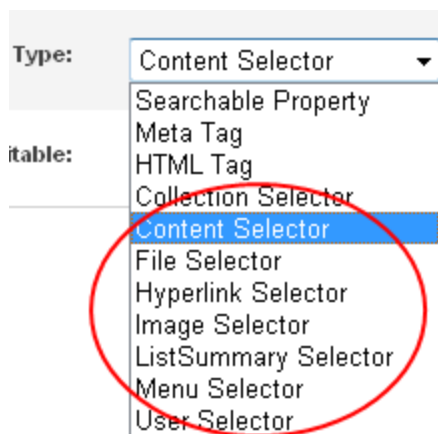 Type: Content Selector
Searchable Property
Meta Tag
itable: HTML Tag
Collection Selector
Content Selector
File Selector
Hyperlink Selector
Image Selector
ListSummary Selector
Menu Selector
User Selector